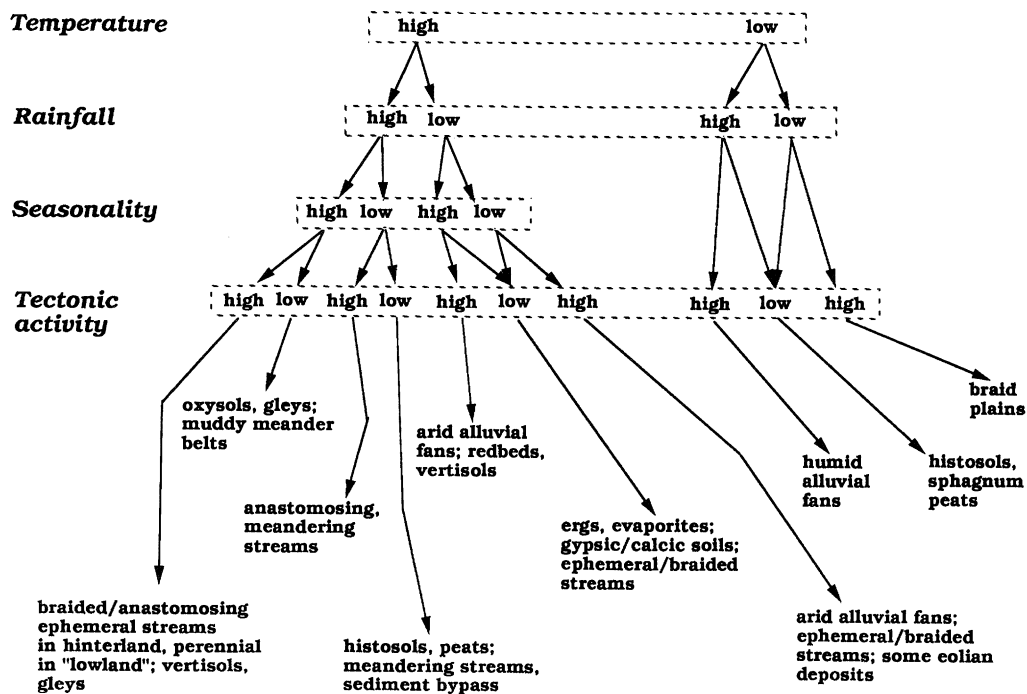 Temperature
high low
Rainfall
high low high low
Seasonality
high low high low
Tectonic
activity
high low high low high low high high low high
braid
plains
oxysols, gleys;
muddy meander
belts
arid alluvial
fans; redbeds,
vertisols
humid
alluvial
fans
histosols,
sphagnum
peats
anastomosing,
meandering
streams
ergs, evaporites;
gypsic/calcic soils;
ephemeral/braided
streams
braided/anastomosing
ephemeral streams
in hinterland, perennial
in "lowland"; vertisols,
gleys
histosols, peats;
meandering streams,
sediment bypass
arid alluvial fans;
ephemeral/braided
streams; some eolian
deposits